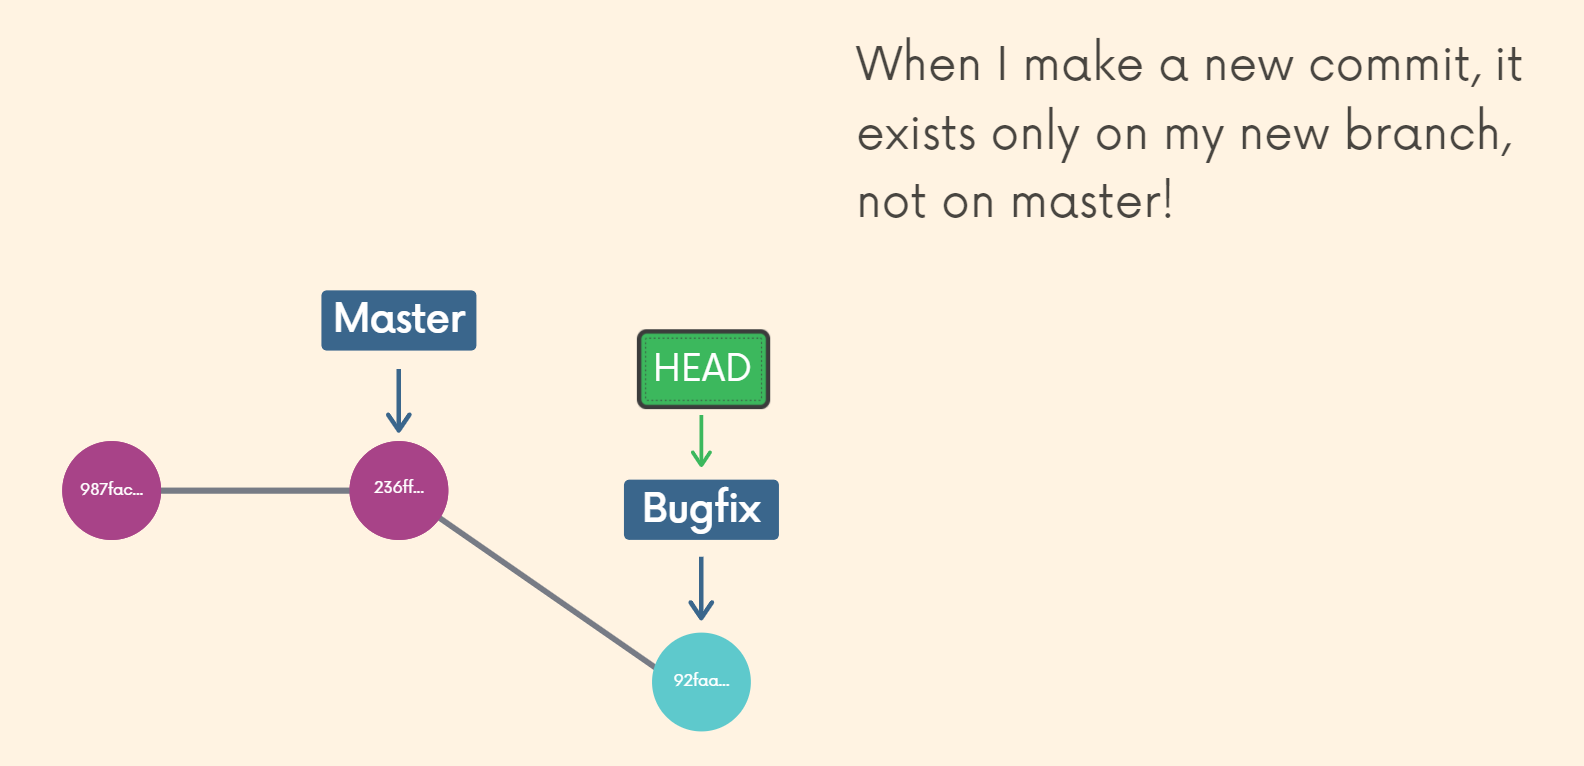 When I make a new commit, it
exists only on my new branch,
not on master!
Master
HEAD
987fac...
236ff...
Bugfix
92faa...